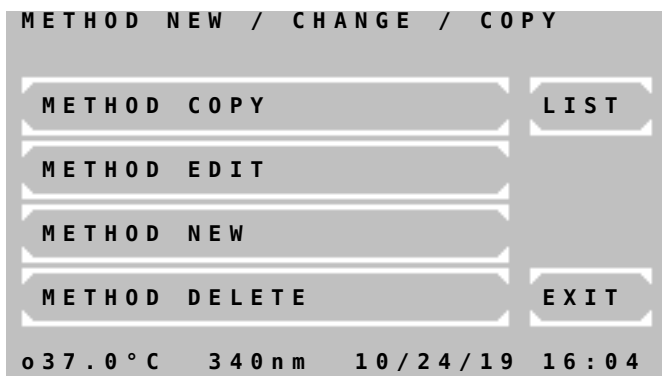 METHOD NEW / CHANGE / COPY
METHOD COPY LIST
METHOD EDIT
METHOD NEW
METHOD DELETE EXIT
o37.0°C 340nm 10/24/19 16:04